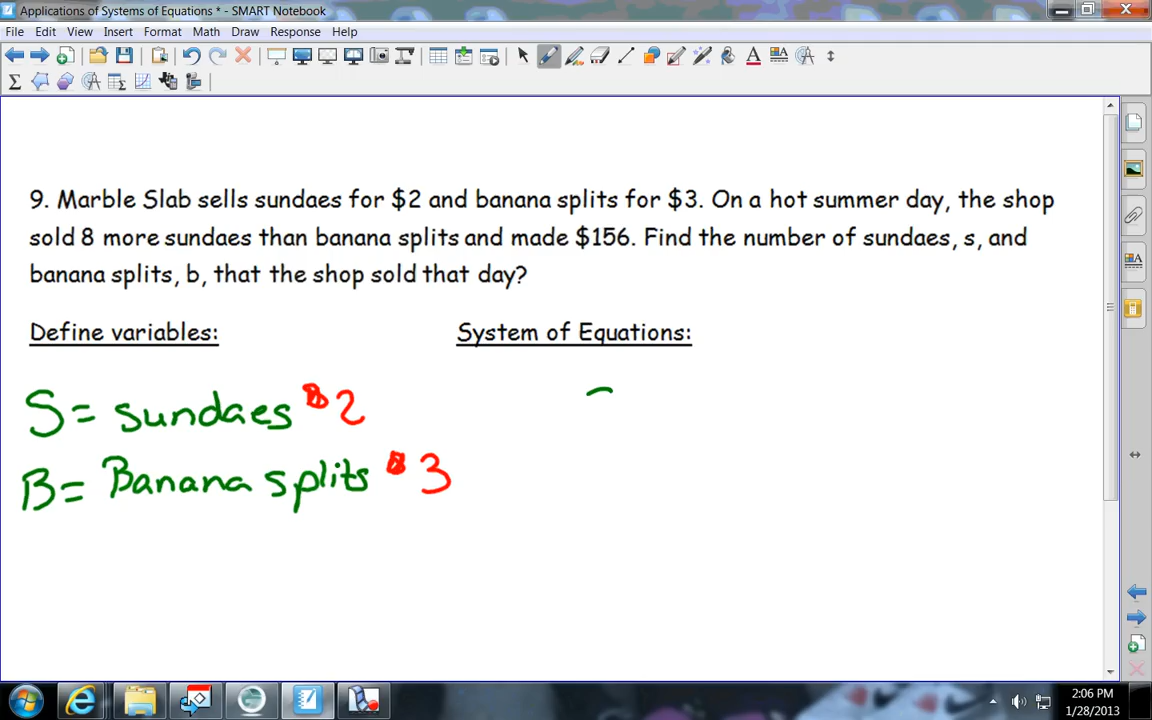 Applications of Systems of Equations * - SMART Notebook
File Edit View Insert Format Math Draw Response Help
9. Marble Slab sells sundaes for $2 and banana splits for $3. On a hot summer day, the shop
sold 8 more sundaes than banana splits and made $156. Find the number of sundaes, s, and
banana splits, b, that the shop sold that day?
Define variables: System of Equations:
S = sundaes $2
B = Banana splits $3
2:06 PM
1/28/2013